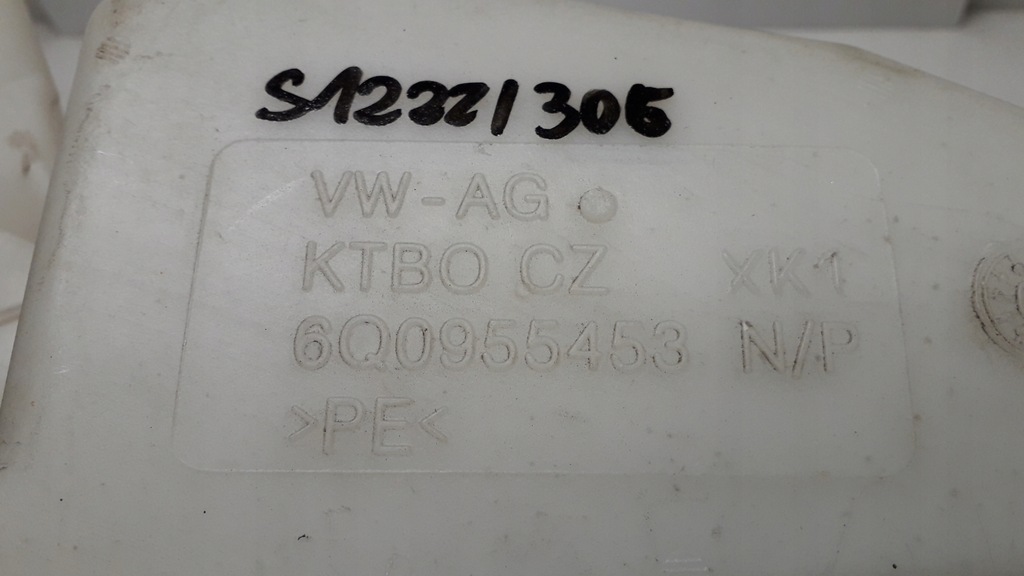 S1222/306
VW-AG
KTBO CZ XK1
6Q0955453 N/P
>PE<